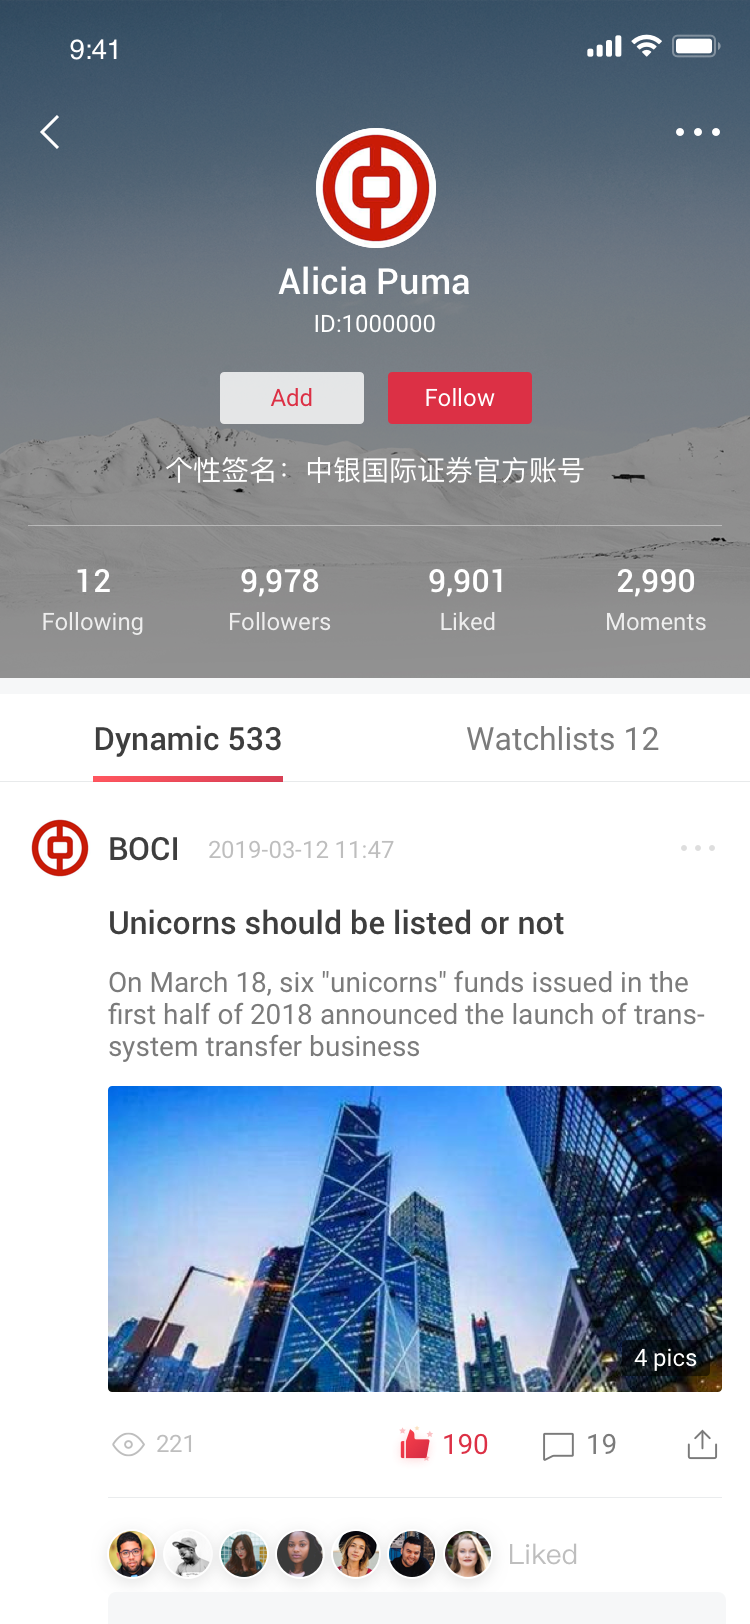 9:41
Alicia Puma
ID:1000000
Add
Follow
个性签名：中银国际证券官方账号
12
9,978
9,901
2,990
Following
Followers
Liked
Moments
Dynamic 533
Watchlists 12
BOCI
2019-03-12 11:47
Unicorns should be listed or not
On March 18, six "unicorns" funds issued in the
first half of 2018 announced the launch of trans-
system transfer business
4 pics
221
190
19
Liked